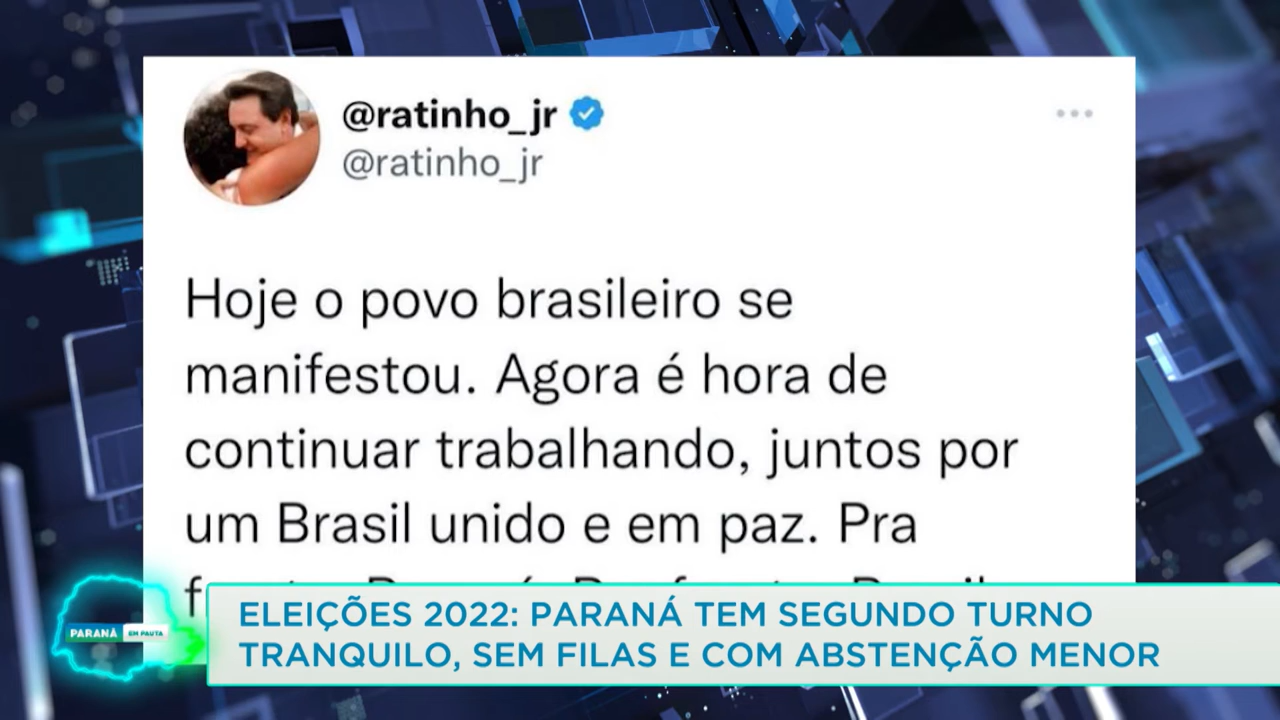 @ratinho_jr
@ratinho_jr
Hoje o povo brasileiro se
manifestou. Agora é hora de
continuar trabalhando, juntos por
um Brasil unido e em paz. Pra
ELEIÇÕES 2022: PARANÁ TEM SEGUNDO TURNO
TRANQUILO, SEM FILAS E COM ABSTENÇÃO MENOR
PARANÁ EM PAUTA